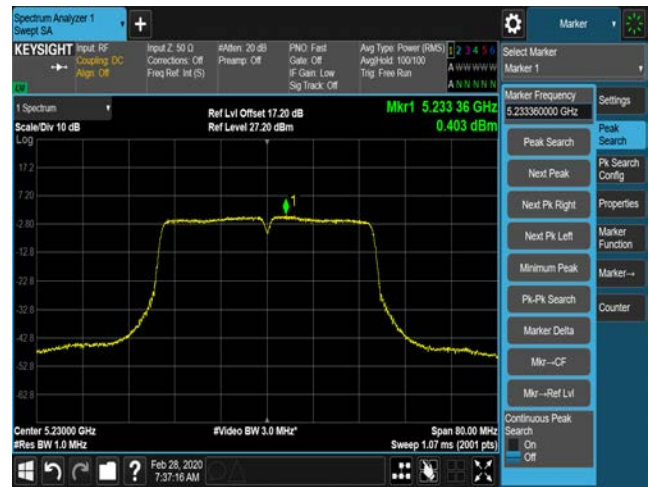 Spectrum Analyzer 1
Swept SA
Marker
KEYSIGHT
Input: RF
Coupling: DC
Align: Off
Input Z: 50 Ω
Corrections: Off
Freq Ref: Int (S)
#Atten: 20 dB
Preamp: Off
PNO: Fast
Gate: Off
IF Gain: Low
Sig Track: Off
Avg Type: Power (RMS)
Avg|Hold: 100/100
Trig: Free Run
1 2 3 4 5 6
A W W W W W
A N N N N N
Select Marker
Marker 1
1 Spectrum
Scale/Div 10 dB
Log
Ref Lvl Offset 17.20 dB
Ref Level 27.20 dBm
Mkr1 5.233 36 GHz
0.403 dBm
17.2
7.20
-2.80
-12.8
-22.8
-32.8
-42.8
-52.8
-62.8
1
Center 5.23000 GHz
#Res BW 1.0 MHz
#Video BW 3.0 MHz*
Span 80.00 MHz
Sweep 1.07 ms (2001 pts)
Marker Frequency
5.233360000 GHz
Peak Search
Next Peak
Next Pk Right
Next Pk Left
Minimum Peak
Pk-Pk Search
Marker Delta
Mkr→CF
Mkr→Ref Lvl
Continuous Peak
Search
On
Off
Settings
Peak
Search
Pk Search
Config
Properties
Marker
Function
Marker→
Counter
?
Feb 28, 2020
7:37:16 AM